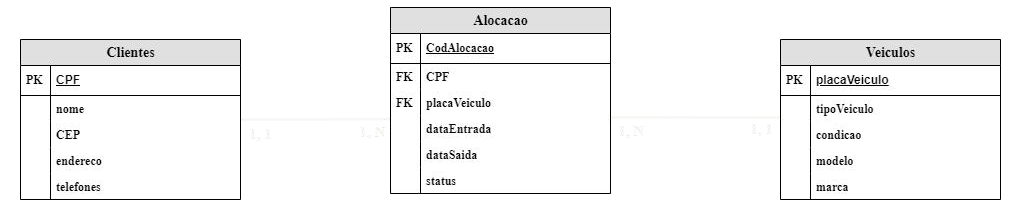 Clientes
PK CPF
nome
CEP
endereco
telefones
1, 1
1, N
Alocacao
PK CodAlocacao
FK CPF
FK placaVeiculo
dataEntrada
dataSaida
status
1, N
1, 1
Veiculos
PK placaVeiculo
tipoVeiculo
condicao
modelo
marca